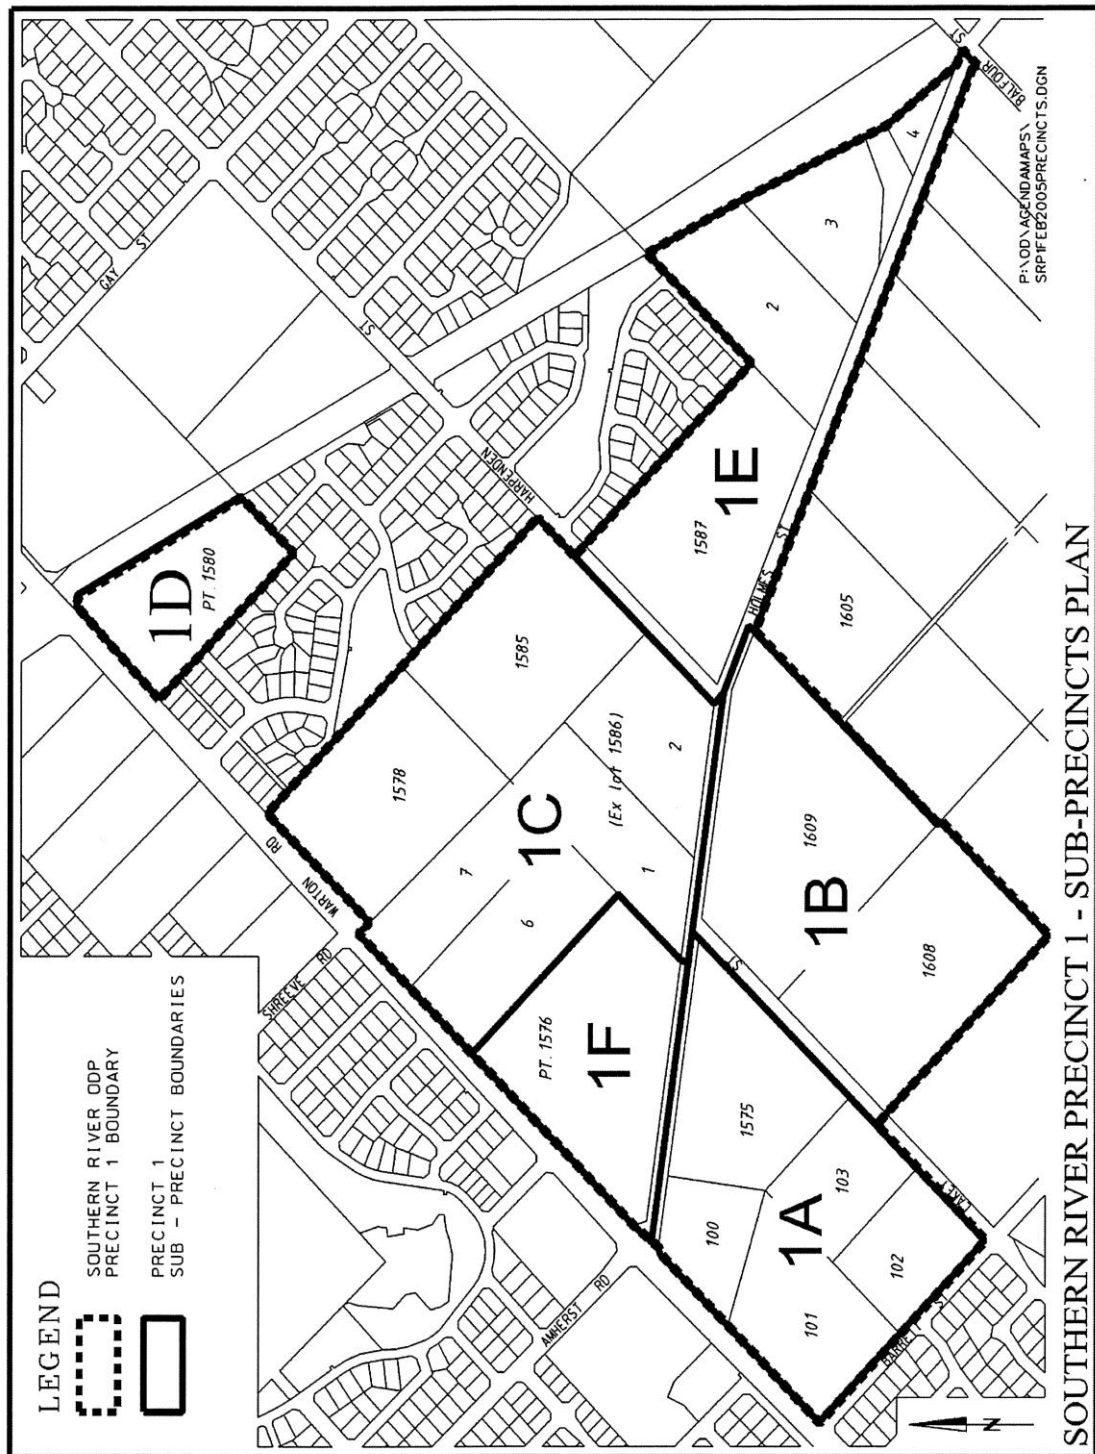 LEGEND
SOUTHERN RIVER ODP
PRECINCT 1 BOUNDARY
PRECINCT 1
SUB - PRECINCT BOUNDARIES
GAY ST
1D
PT. 1580
WARTON RD
SHREEVE RD
HARPENDEN ST
1578
1585
7
6
1C
(Ex lot 1586)
1
2
PT. 1576
1F
AMHERST RD
1587
1E
2
3
4
BALFOUR ST
HOLMES ST
1605
1609
1B
1608
LAKEY ST
1575
100
103
1A
101
102
BARRETT ST
N
P:\OD\AGENDAMAPS\
SRP1FEB2005PRECINCTS.DGN
SOUTHERN RIVER PRECINCT 1 - SUB-PRECINCTS PLAN